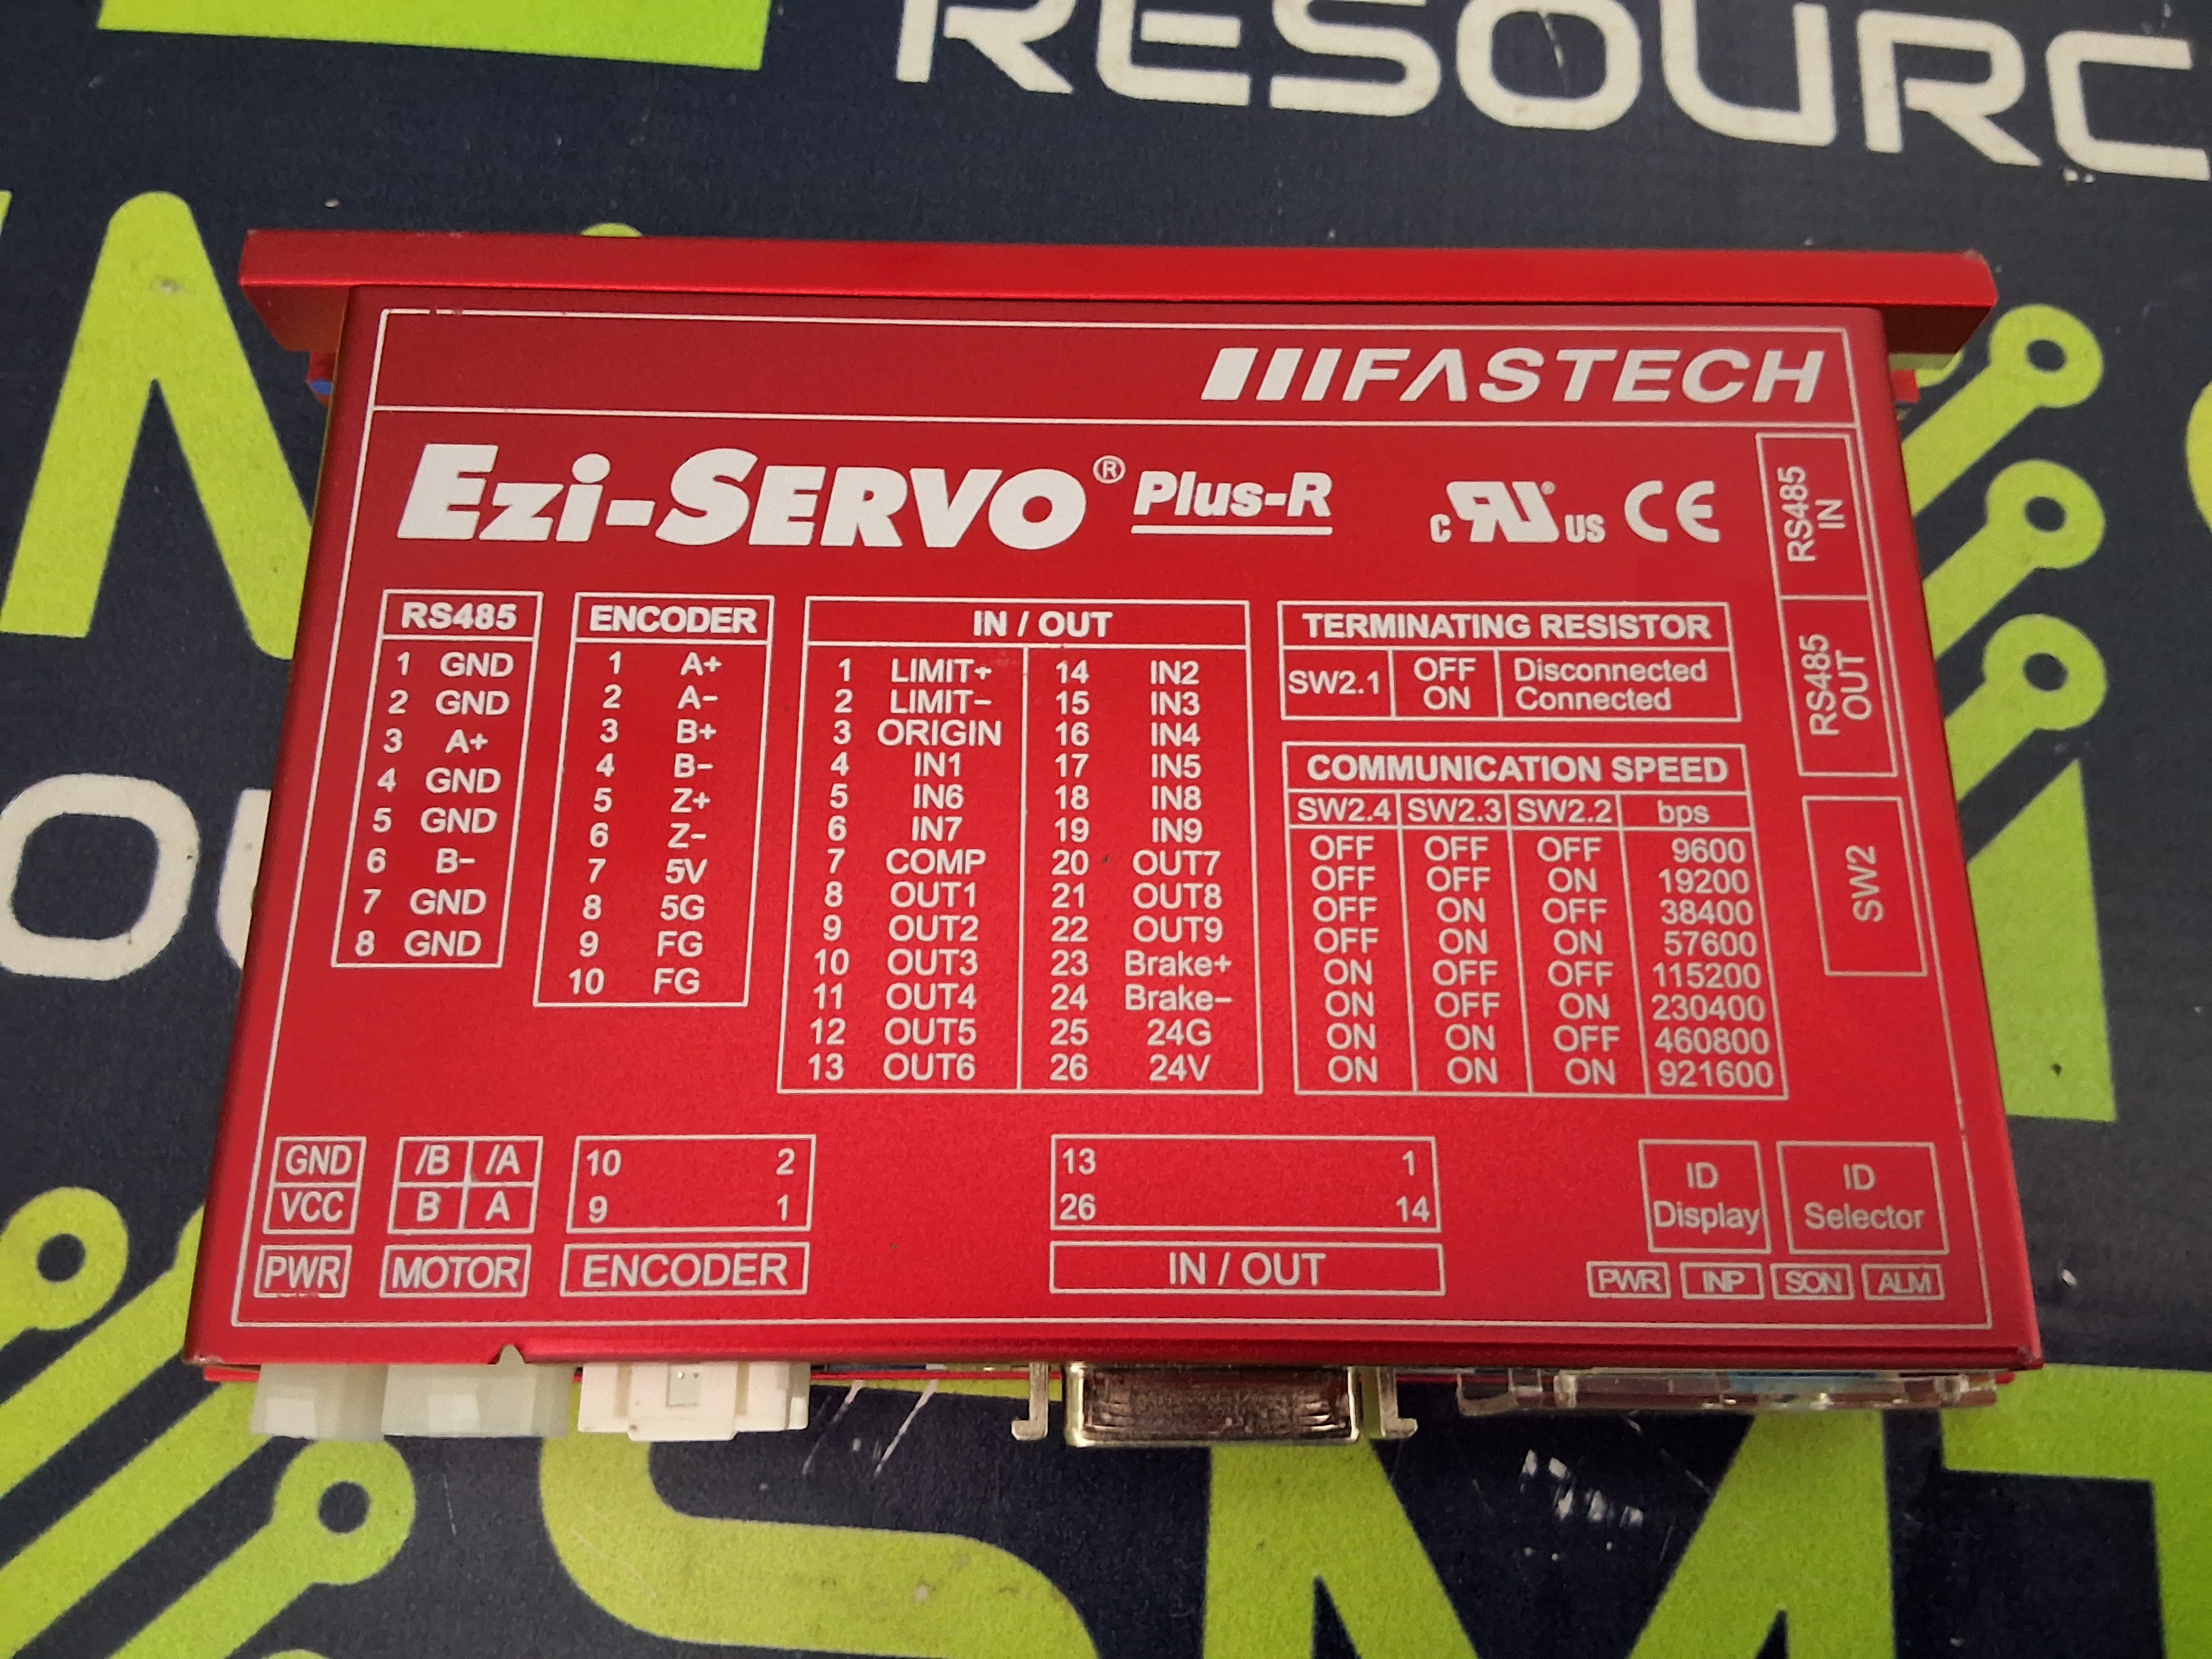 RESOURC
FASTECH
Ezi-SERVO® Plus-R
c RU® US CE
RS485 IN
RS485 OUT
SW2
RS485
1 GND
2 GND
3 A+
4 GND
5 GND
6 B-
7 GND
8 GND
ENCODER
1 A+
2 A-
3 B+
4 B-
5 Z+
6 Z-
7 5V
8 5G
9 FG
10 FG
IN / OUT
1 LIMIT+ 14 IN2
2 LIMIT- 15 IN3
3 ORIGIN 16 IN4
4 IN1 17 IN5
5 IN6 18 IN8
6 IN7 19 IN9
7 COMP 20 OUT7
8 OUT1 21 OUT8
9 OUT2 22 OUT9
10 OUT3 23 Brake+
11 OUT4 24 Brake-
12 OUT5 25 24G
13 OUT6 26 24V
TERMINATING RESISTOR
SW2.1 OFF Disconnected
ON Connected
COMMUNICATION SPEED
SW2.4 SW2.3 SW2.2 bps
OFF OFF OFF 9600
OFF OFF ON 19200
OFF ON OFF 38400
OFF ON ON 57600
ON OFF OFF 115200
ON OFF ON 230400
ON ON OFF 460800
ON ON ON 921600
GND
VCC
PWR
/B /A
B A
MOTOR
10 2
9 1
ENCODER
13 1
26 14
IN / OUT
ID Display
ID Selector
PWR INP SON ALM